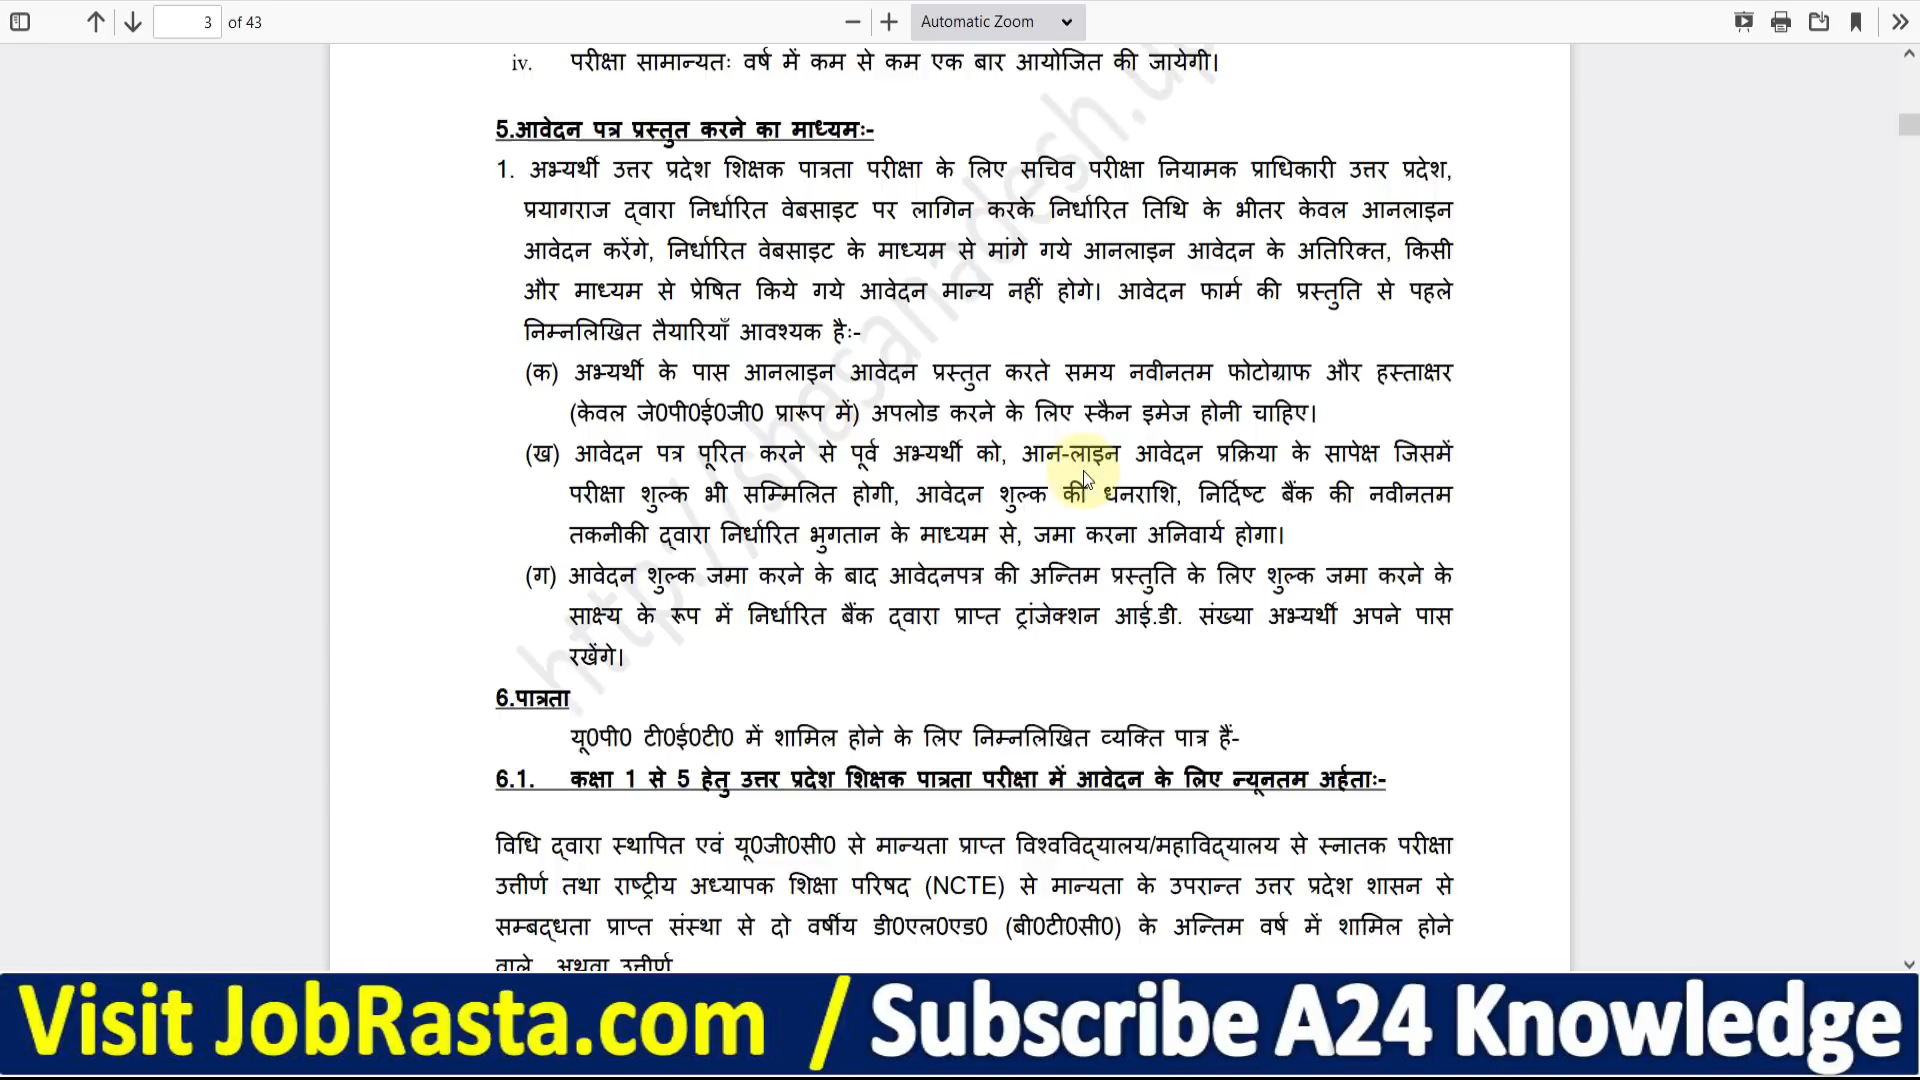 3 of 43
Automatic Zoom
iv. परीक्षा सामान्यतः वर्ष में कम से कम एक बार आयोजित की जायेगी।
5.आवेदन पत्र प्रस्तुत करने का माध्यमः-
1. अभ्यर्थी उत्तर प्रदेश शिक्षक पात्रता परीक्षा के लिए सचिव परीक्षा नियामक प्राधिकारी उत्तर प्रदेश,
प्रयागराज द्वारा निर्धारित वेबसाइट पर लागिन करके निर्धारित तिथि के भीतर केवल आनलाइन
आवेदन करेंगे, निर्धारित वेबसाइट के माध्यम से मांगे गये आनलाइन आवेदन के अतिरिक्त, किसी
और माध्यम से प्रेषित किये गये आवेदन मान्य नहीं होगे। आवेदन फार्म की प्रस्तुति से पहले
निम्नलिखित तैयारियाँ आवश्यक हैः-
(क) अभ्यर्थी के पास आनलाइन आवेदन प्रस्तुत करते समय नवीनतम फोटोग्राफ और हस्ताक्षर
(केवल जे0पी0ई0जी0 प्रारूप में) अपलोड करने के लिए स्कैन इमेज होनी चाहिए।
(ख) आवेदन पत्र पूरित करने से पूर्व अभ्यर्थी को, आन-लाइन आवेदन प्रक्रिया के सापेक्ष जिसमें
परीक्षा शुल्क भी सम्मिलित होगी, आवेदन शुल्क की धनराशि, निर्दिष्ट बैंक की नवीनतम
तकनीकी द्वारा निर्धारित भुगतान के माध्यम से, जमा करना अनिवार्य होगा।
(ग) आवेदन शुल्क जमा करने के बाद आवेदनपत्र की अन्तिम प्रस्तुति के लिए शुल्क जमा करने के
साक्ष्य के रूप में निर्धारित बैंक द्वारा प्राप्त ट्रांजेक्शन आई.डी. संख्या अभ्यर्थी अपने पास
रखेंगे।
6.पात्रता
यू0पी0 टी0ई0टी0 में शामिल होने के लिए निम्नलिखित व्यक्ति पात्र हैं-
6.1. कक्षा 1 से 5 हेतु उत्तर प्रदेश शिक्षक पात्रता परीक्षा में आवेदन के लिए न्यूनतम अर्हताः-
विधि द्वारा स्थापित एवं यू0जी0सी0 से मान्यता प्राप्त विश्वविद्यालय/महाविद्यालय से स्नातक परीक्षा
उत्तीर्ण तथा राष्ट्रीय अध्यापक शिक्षा परिषद (NCTE) से मान्यता के उपरान्त उत्तर प्रदेश शासन से
सम्बद्धता प्राप्त संस्था से दो वर्षीय डी0एल0एड0 (बी0टी0सी0) के अन्तिम वर्ष में शामिल होने
वाले अथवा उत्तीर्ण
http://shasanadesh.up
Visit JobRasta.com / Subscribe A24 Knowledge